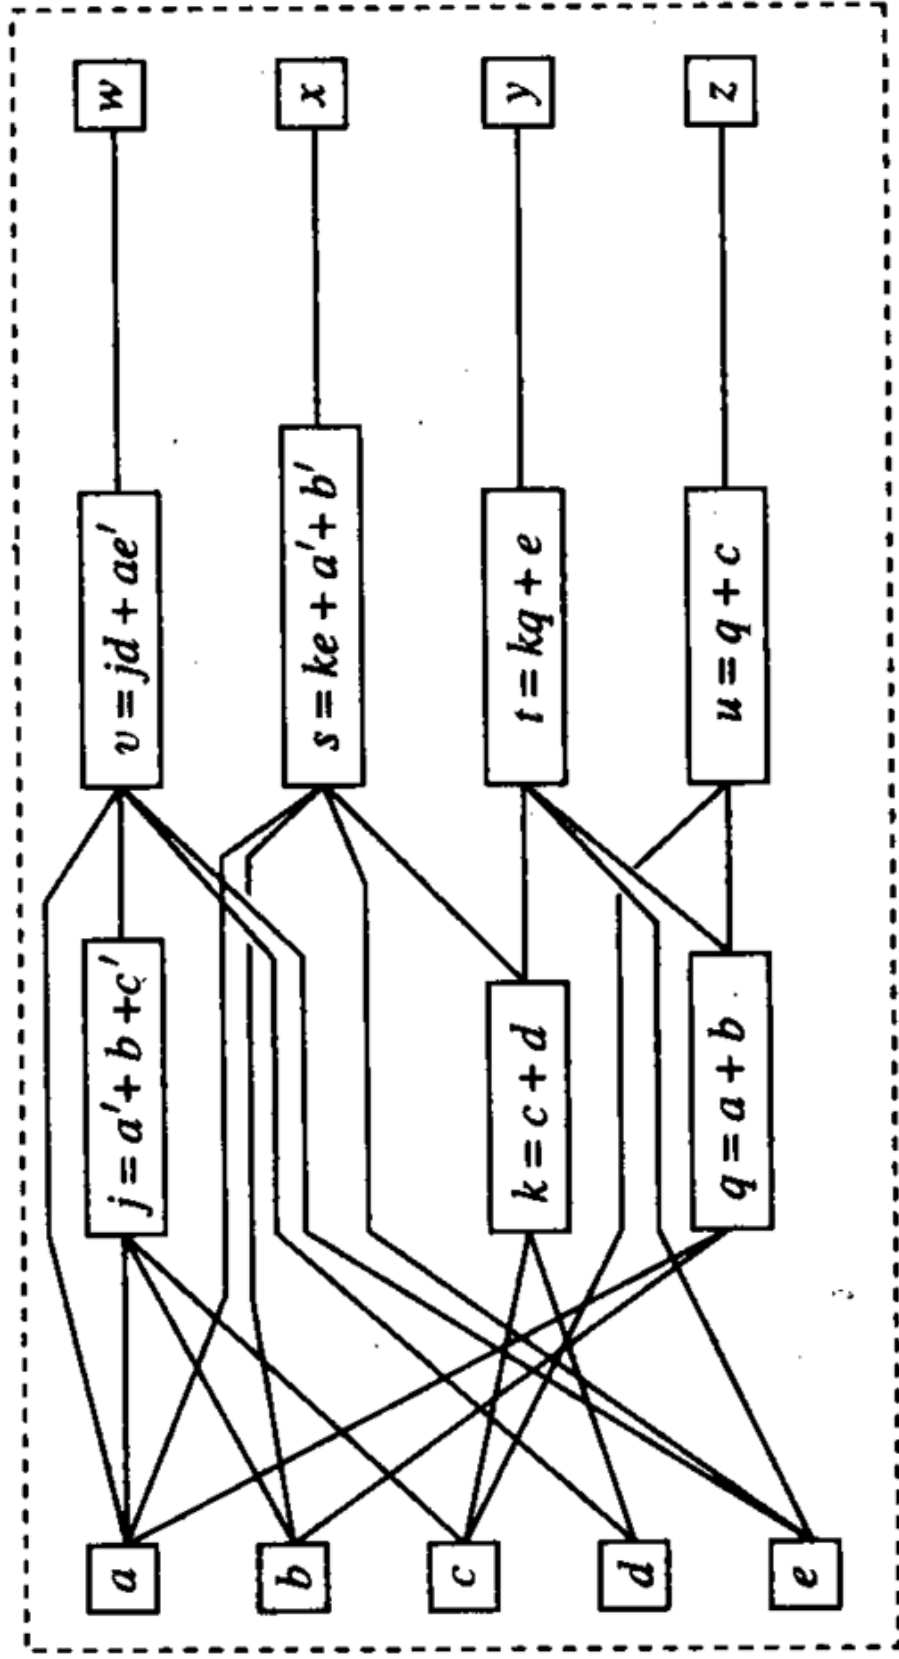 w
x
y
z
v = jd + ae'
s = ke + a' + b'
t = kq + e
u = q + c
j = a' + b + c'
k = c + d
q = a + b
a
b
c
d
e